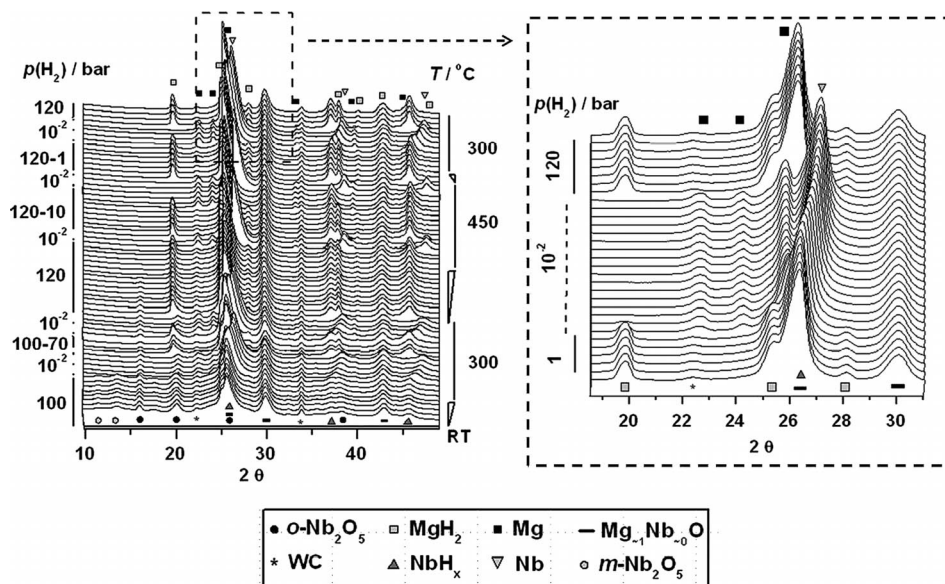 p(H₂) / bar
T / °C
120
10⁻²
120-1
10⁻²
120-10
10⁻²
120
10⁻²
100-70
10⁻²
100
300
450
300
RT
10 20 30 40
2 θ
p(H₂) / bar
120
10⁻²
1
20 22 24 26 28 30
2 θ
o-Nb₂O₅ MgH₂ Mg Mg~1Nb~0O
WC NbHₓ Nb m-Nb₂O₅